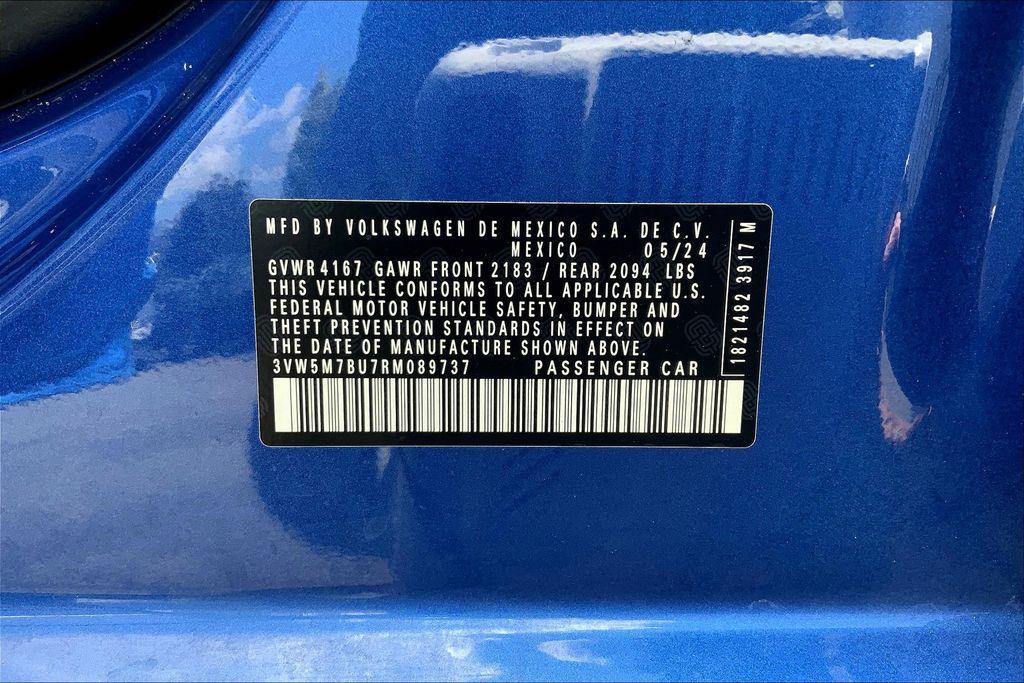 MFD BY VOLKSWAGEN DE MEXICO S.A. DE C.V.
MEXICO 05/24
GVWR 4167 GAWR FRONT 2183 / REAR 2094 LBS
THIS VEHICLE CONFORMS TO ALL APPLICABLE U.S.
FEDERAL MOTOR VEHICLE SAFETY, BUMPER AND
THEFT PREVENTION STANDARDS IN EFFECT ON
THE DATE OF MANUFACTURE SHOWN ABOVE.
3VW5M7BU7RM089737 PASSENGER CAR
1821482 3917 M